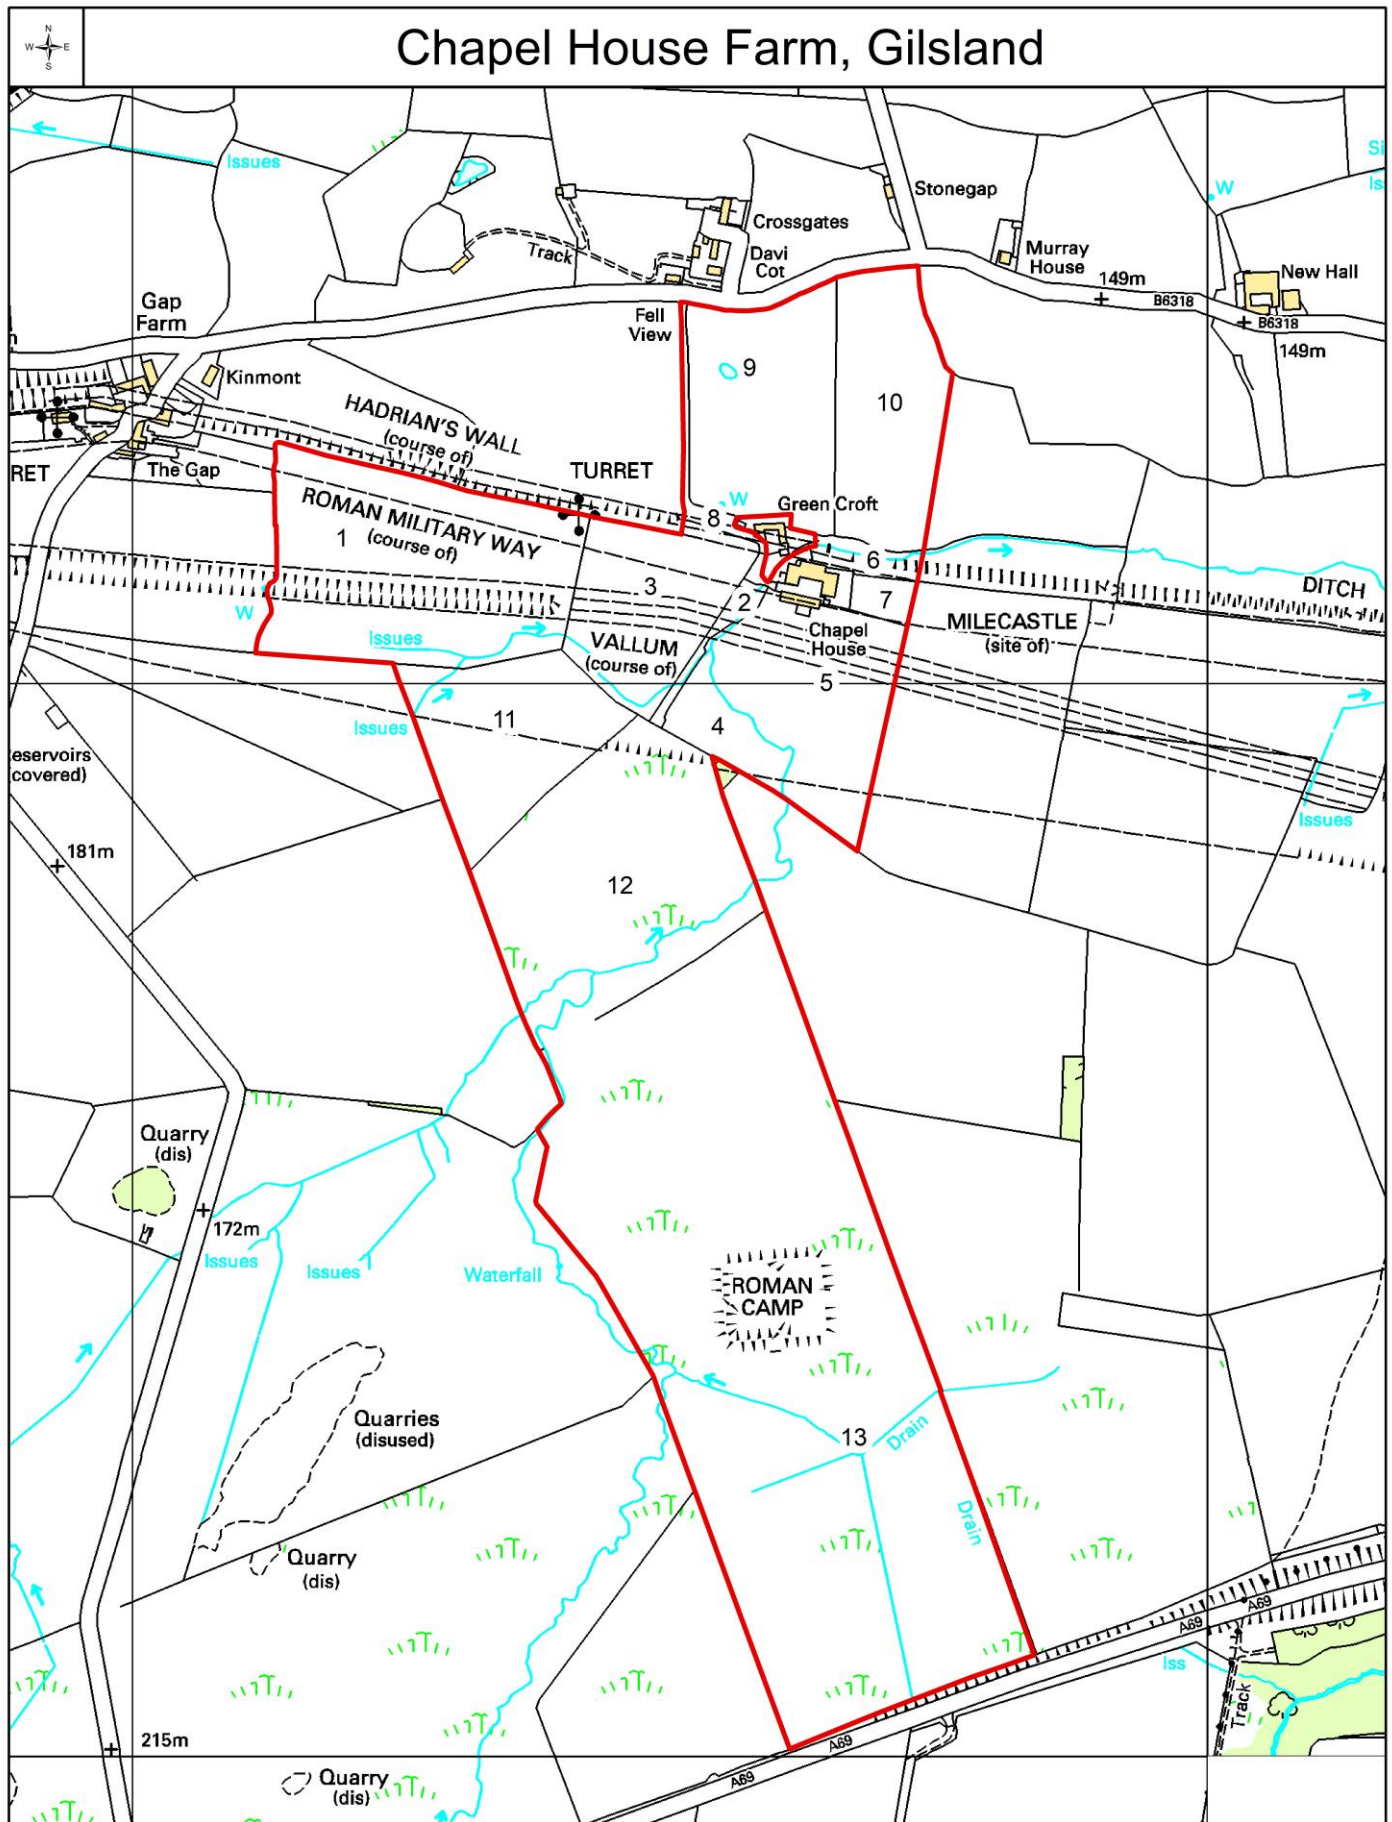 N
W E
S
Chapel House Farm, Gilsland
Issues
Si
Is
W
Stonegap
Crossgates
Track
Davi
Cot
Murray
House
149m
B6318
New Hall
B6318
149m
Gap
Farm
Fell
View
9
Kinmont
10
HADRIAN'S WALL
(course of)
RET
The Gap
TURRET
W
Green Croft
8
ROMAN MILITARY WAY
(course of)
1
6
3
2
7
DITCH
W
Issues
VALLUM
(course of)
Chapel
House
MILECASTLE
(site of)
5
11
Issues
4
eservoirs
covered)
Issues
181m
12
Quarry
(dis)
172m
Issues
Issues
Waterfall
ROMAN
CAMP
Quarries
(disused)
13
Drain
Drain
Quarry
(dis)
A69
A69
Iss
Track
215m
A69
A69
Quarry
(dis)